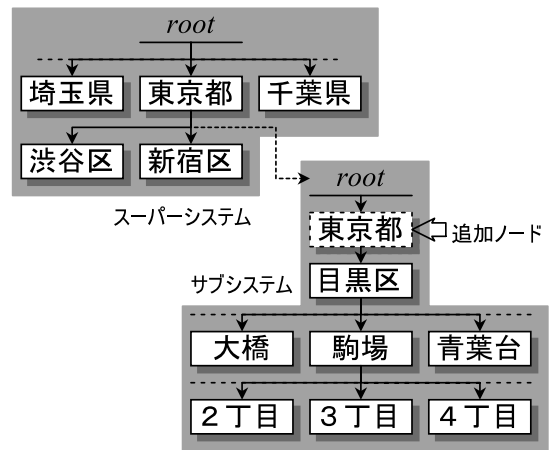 root
埼玉県 東京都 千葉県
渋谷区 新宿区
スーパーシステム
root
東京都
追加ノード
サブシステム
目黒区
大橋 駒場 青葉台
２丁目 ３丁目 ４丁目